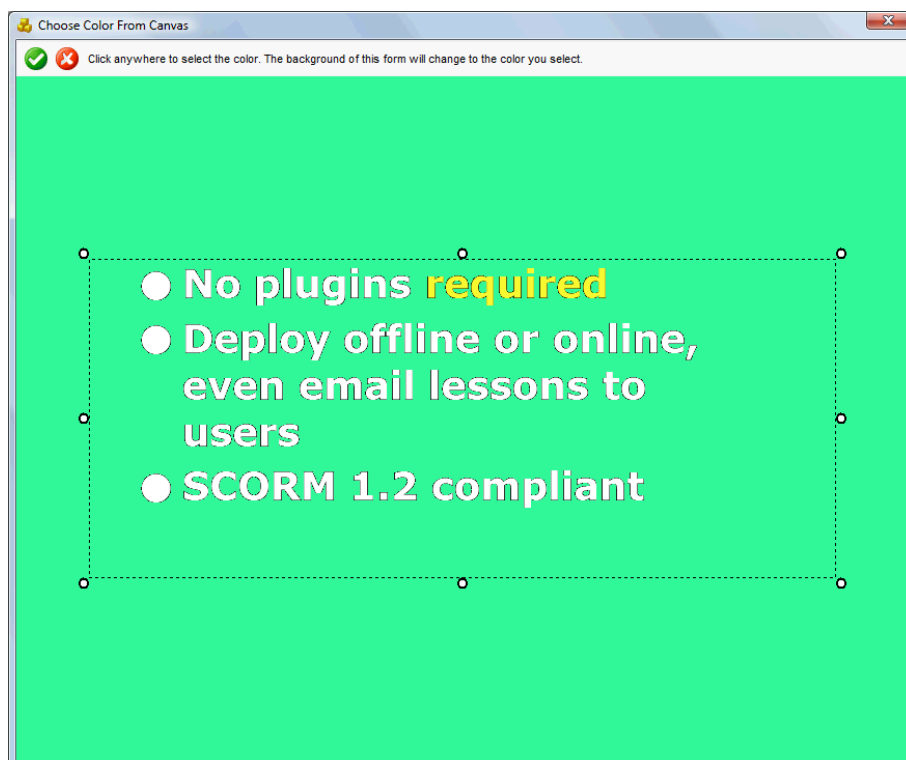 Choose Color From Canvas
Click anywhere to select the color. The background of this form will change to the color you select.
No plugins required
Deploy offline or online,
even email lessons to
users
SCORM 1.2 compliant